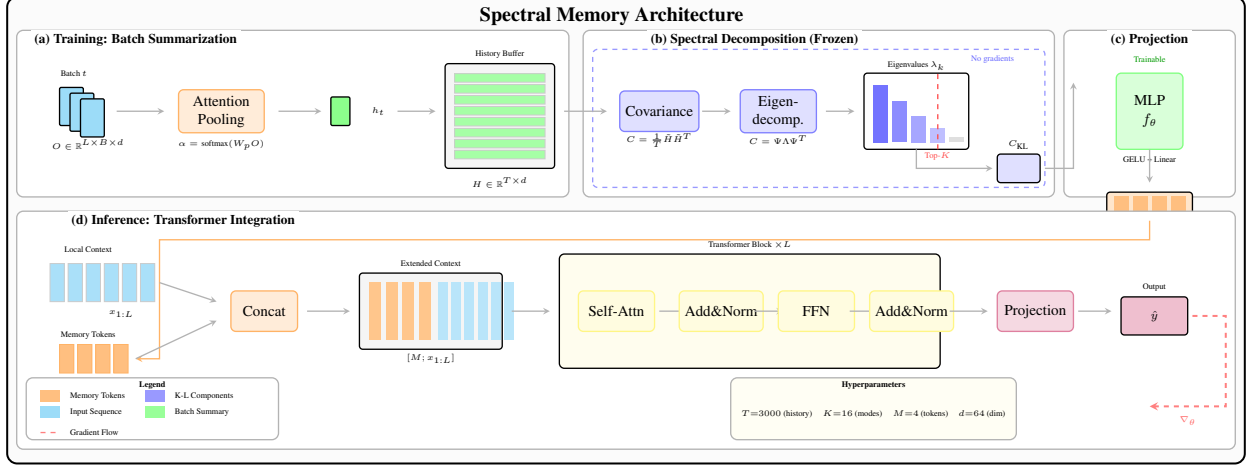 Spectral Memory Architecture
(a) Training: Batch Summarization
Batch t
O ∈ ℝ^{L×B×d}
Attention
Pooling
α = softmax(W_pO)
h_t
History Buffer
H ∈ ℝ^{T×d}
(b) Spectral Decomposition (Frozen)
No gradients
Covariance
C = 1/T H̃H̃^T
Eigen-
decomp.
C = ΨΛΨ^T
Eigenvalues λ_k
Top-K
C_KL
(c) Projection
Trainable
MLP
f_θ
GELU→Linear
(d) Inference: Transformer Integration
Local Context
x_{1:L}
Memory Tokens
Concat
Extended Context
[M; x_{1:L}]
Transformer Block × L
Self-Attn
Add&Norm
FFN
Add&Norm
Projection
Output
ŷ
∇_θ
Legend
Memory Tokens
K-L Components
Input Sequence
Batch Summary
Gradient Flow
Hyperparameters
T=3000 (history) K=16 (modes) M=4 (tokens) d=64 (dim)